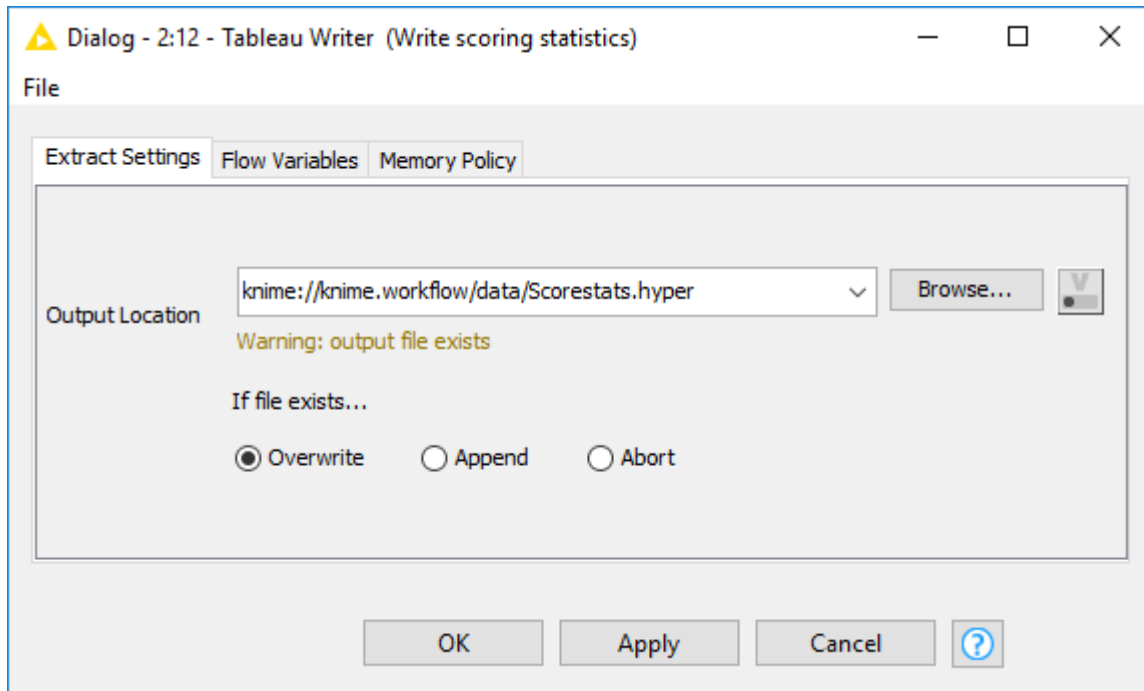 Dialog - 2:12 - Tableau Writer (Write scoring statistics)
File
Extract Settings Flow Variables Memory Policy
knime://knime.workflow/data/Scorestats.hyper Browse... V
Output Location
Warning: output file exists
If file exists...
Overwrite Append Abort
OK Apply Cancel ?